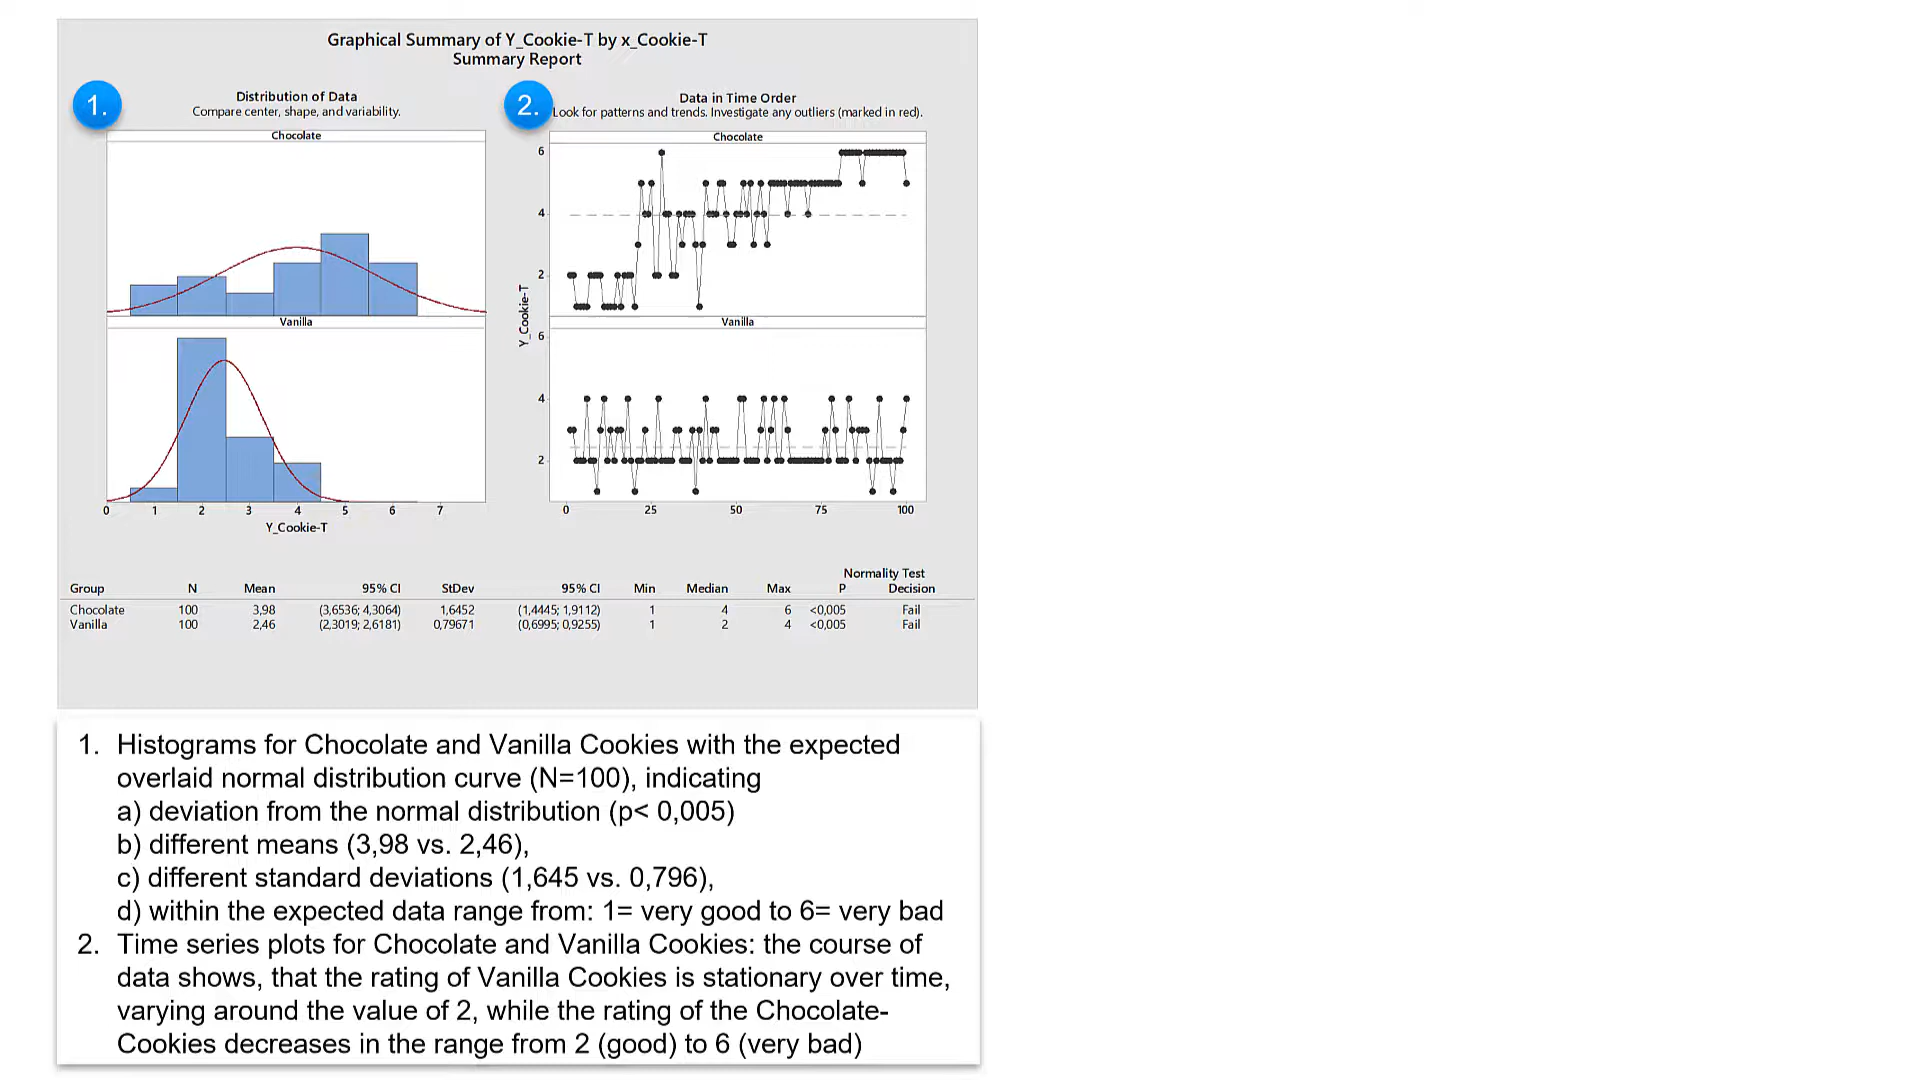 Graphical Summary of Y_Cookie-T by x_Cookie-T
Summary Report
1.
Distribution of Data
Compare center, shape, and variability.
Chocolate
Vanilla
0 1 2 3 4 5 6 7
Y_Cookie-T
2.
Data in Time Order
Look for patterns and trends. Investigate any outliers (marked in red).
Chocolate
6
4
2
Y_Cookie-T
Vanilla
6
4
2
0 25 50 75 100
Normality Test
Group N Mean 95% CI StDev 95% CI Min Median Max P Decision
Chocolate 100 3,98 (3,6536; 4,3064) 1,6452 (1,4445; 1,9112) 1 4 6 <0,005 Fail
Vanilla 100 2,46 (2,3019; 2,6181) 0,79671 (0,6995; 0,9255) 1 2 4 <0,005 Fail
1. Histograms for Chocolate and Vanilla Cookies with the expected
overlaid normal distribution curve (N=100), indicating
a) deviation from the normal distribution (p< 0,005)
b) different means (3,98 vs. 2,46),
c) different standard deviations (1,645 vs. 0,796),
d) within the expected data range from: 1= very good to 6= very bad
2. Time series plots for Chocolate and Vanilla Cookies: the course of
data shows, that the rating of Vanilla Cookies is stationary over time,
varying around the value of 2, while the rating of the Chocolate-
Cookies decreases in the range from 2 (good) to 6 (very bad)